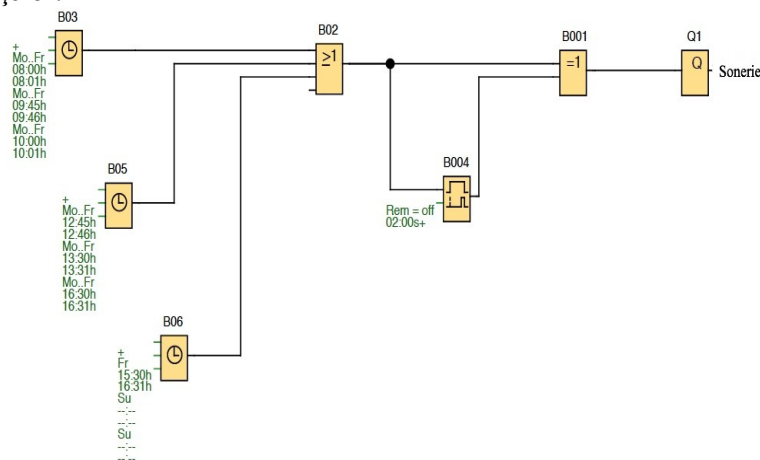 B03
+
Mo..Fr
08:00h
08:01h
Mo..Fr
09:45h
09:46h
Mo..Fr
10:00h
10:01h
B02
≥1
B001
=1
Q1
Q
Sonerie
B05
+
Mo..Fr
12:45h
12:46h
Mo..Fr
13:30h
13:31h
Mo..Fr
16:30h
16:31h
B004
Rem = off
02:00s+
B06
+
Fr
15:30h
16:31h
Su
--:--
--:--
Su
--:--
--:--